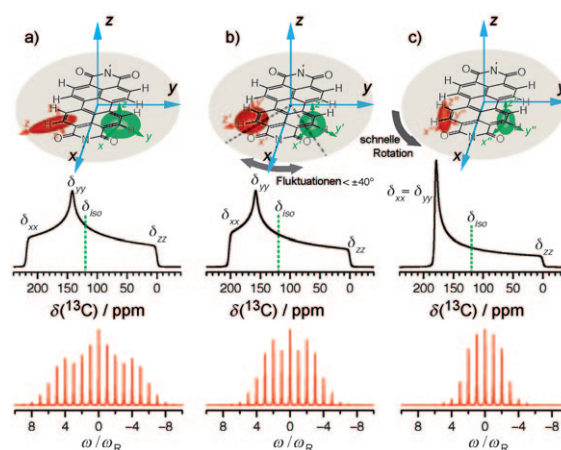 a)
z
y
x
O
N
O
H
H
H
H
O
N
O
z'
y'
x'
δxx
δyy
δiso
δzz
200 150 100 50 0
δ(¹³C) / ppm
8 4 0 -4 -8
ω/ωR
b)
z
y
x
O
N
O
H
H
H
H
O
N
O
y'
x'
Fluktuationen < ±40°
δxx
δyy
δiso
δzz
200 150 100 50 0
δ(¹³C) / ppm
8 4 0 -4 -8
ω/ωR
c)
z
y
x
O
N
O
H
H
H
H
O
N
O
z"
y"
x"
schnelle
Rotation
δxx = δyy
δiso
δzz
200 150 100 50 0
δ(¹³C) / ppm
8 4 0 -4 -8
ω/ωR